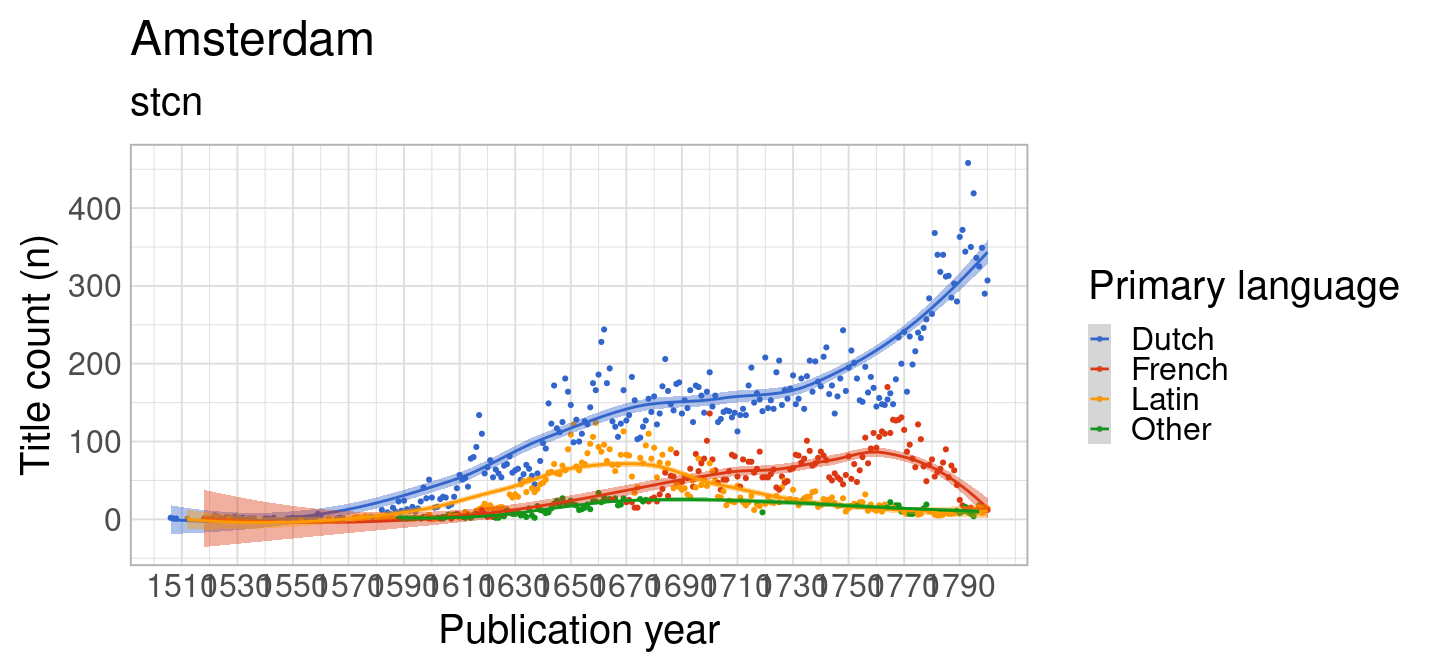 Amsterdam
stcn
Title count (n)
400
300
200
100
0
1510 1530 1550 1570 1590 1610 1630 1650 1670 1690 1710 1730 1750 1770 1790
Publication year
Primary language
Dutch
French
Latin
Other